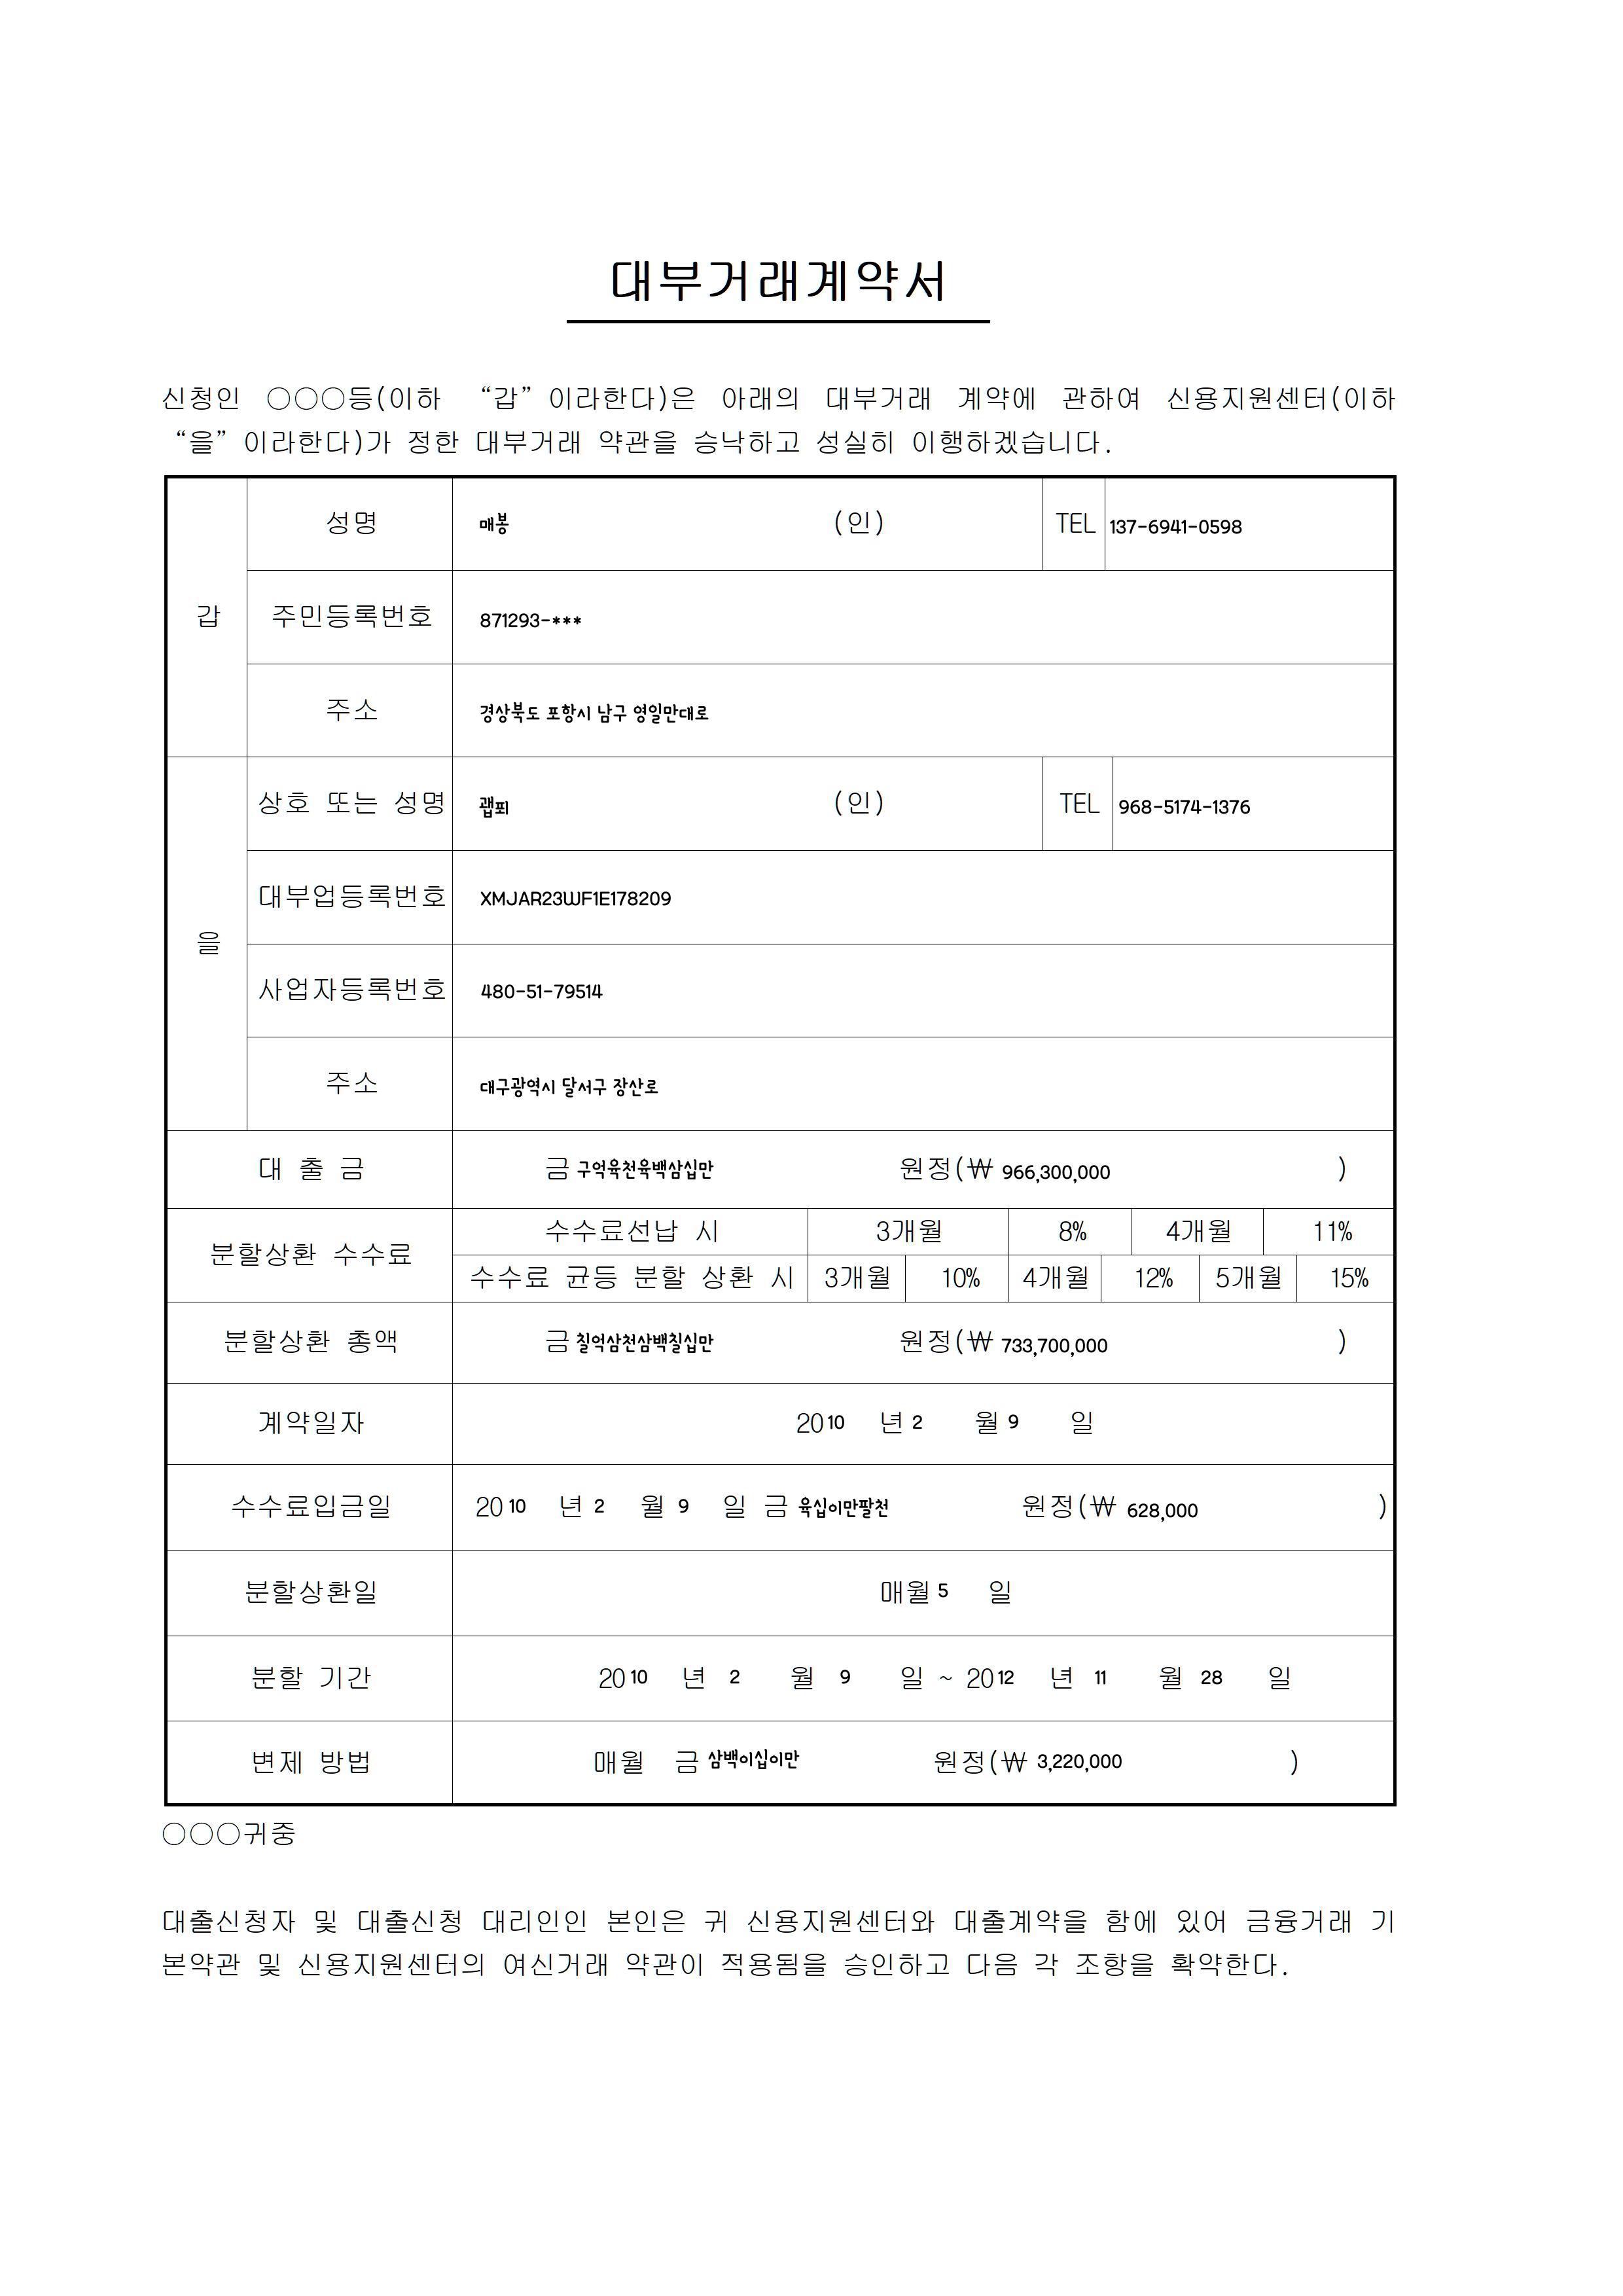 대부거래계약서
신청인 ○○○등(이하 “갑”이라한다)은 아래의 대부거래 계약에 관하여 신용지원센터(이하
“을”이라한다)가 정한 대부거래 약관을 승낙하고 성실히 이행하겠습니다.
갑
성명 매봉 (인) TEL 137-6941-0598
주민등록번호 871293-***
주소 경상북도 포항시 남구 영일만대로
을
상호 또는 성명 (인) TEL 968-5174-1376
대부업등록번호 XMJAR23WF1E178209
사업자등록번호 480-51-79514
주소 대구광역시 달서구 장산로
대 출 금 금 구억육천육백삼십만 원정(₩ 966,300,000 )
분할상환 수수료
수수료선납 시 3개월 8% 4개월 11%
수수료 균등 분할 상환 시 3개월 10% 4개월 12% 5개월 15%
분할상환 총액 금 칠억삼천삼백칠십만 원정(₩ 733,700,000 )
계약일자 2010 년 2 월 9 일
수수료입금일 2010 년 2 월 9 일 금 육십이만팔천 원정(₩ 628,000 )
분할상환일 매월 5 일
분할 기간 2010 년 2 월 9 일 ~ 2012 년 11 월 28 일
변제 방법 매월 금 삼백이십이만 원정(₩ 3,220,000 )
○○○귀중
대출신청자 및 대출신청 대리인인 본인은 귀 신용지원센터와 대출계약을 함에 있어 금융거래 기
본약관 및 신용지원센터의 여신거래 약관이 적용됨을 승인하고 다음 각 조항을 확약한다.